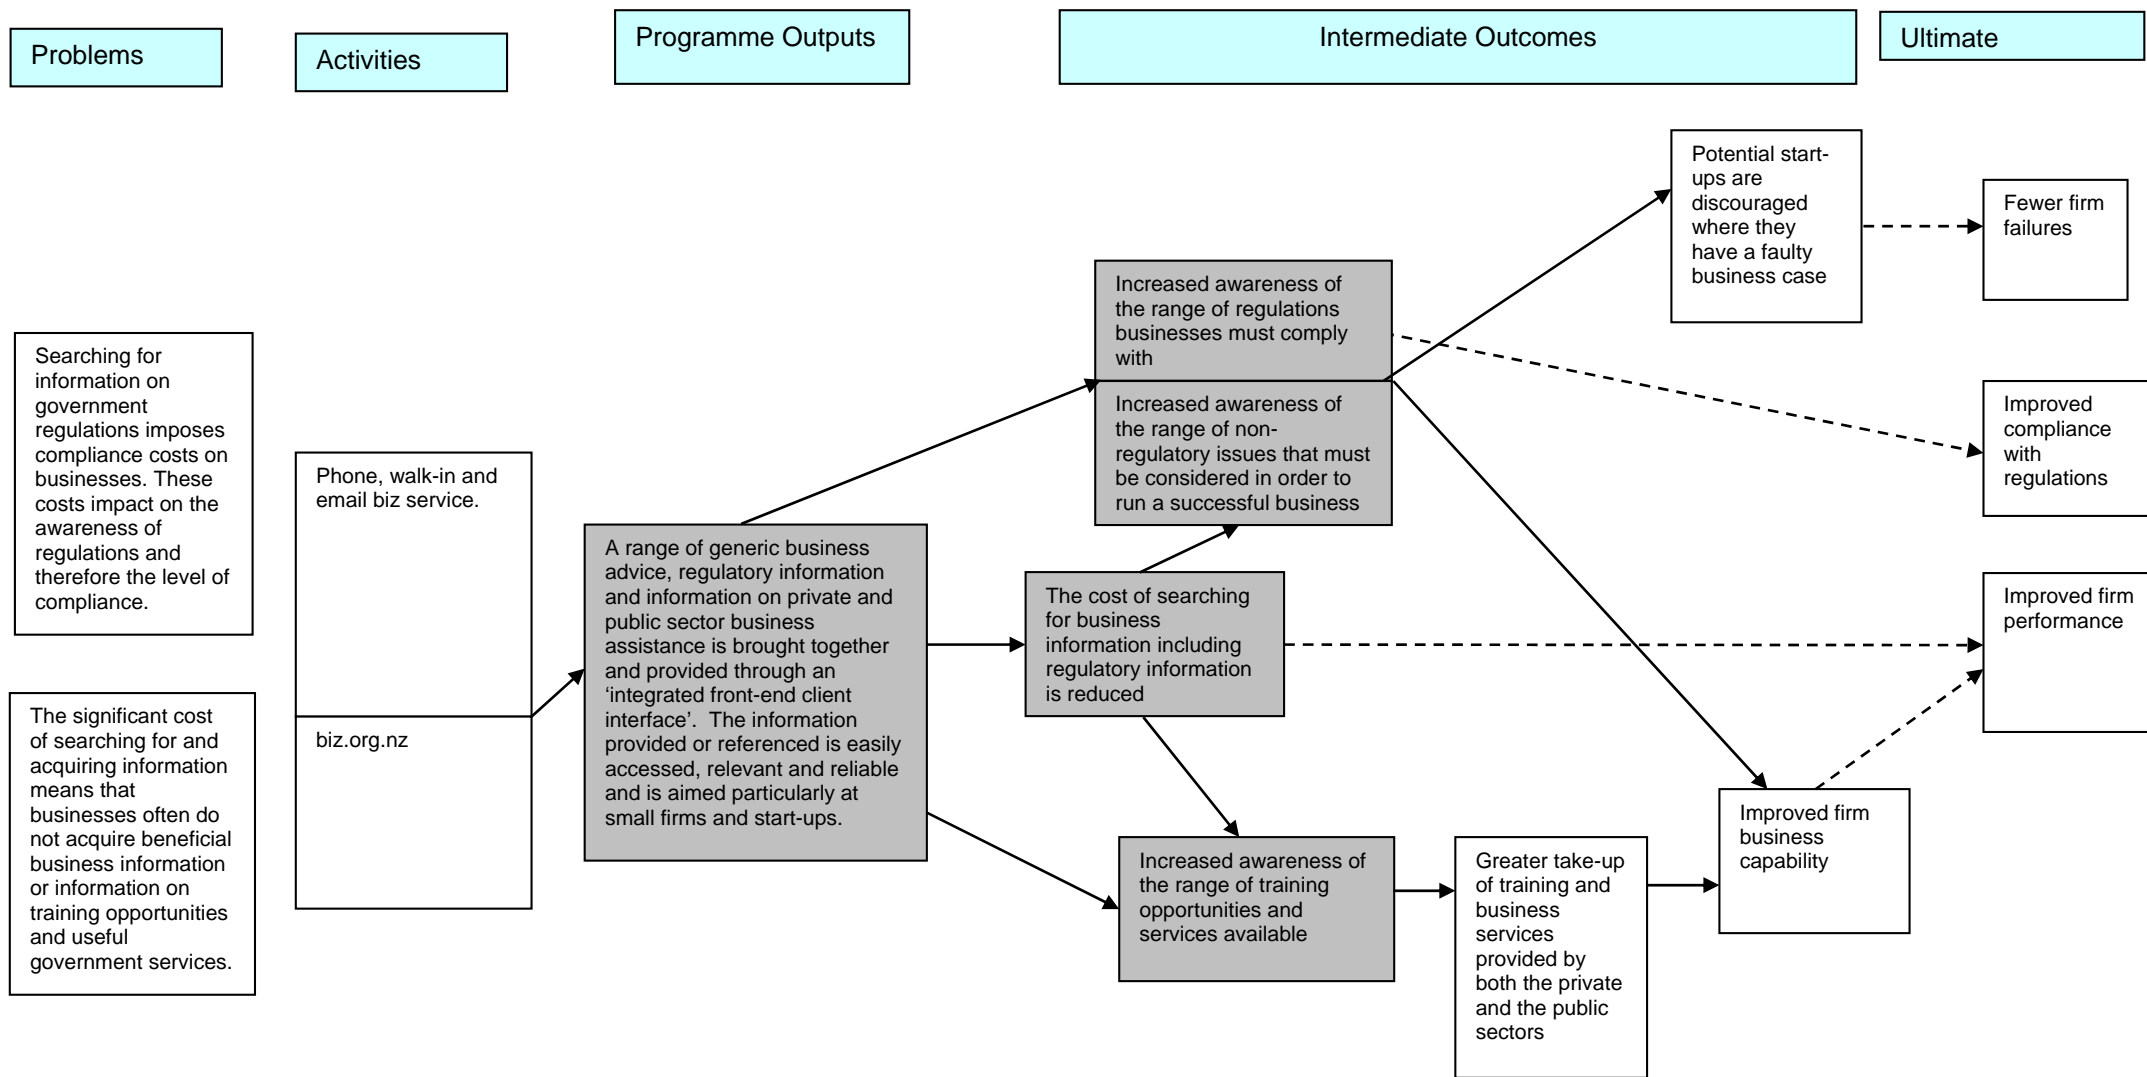 Problems
Activities
Programme Outputs
Intermediate Outcomes
Ultimate
Searching for
information on
government
regulations imposes
compliance costs on
businesses. These
costs impact on the
awareness of
regulations and
therefore the level of
compliance.
The significant cost
of searching for and
acquiring information
means that
businesses often do
not acquire beneficial
business information
or information on
training opportunities
and useful
government services.
Phone, walk-in and
email biz service.
biz.org.nz
A range of generic business
advice, regulatory information
and information on private and
public sector business
assistance is brought together
and provided through an
‘integrated front-end client
interface’.  The information
provided or referenced is easily
accessed, relevant and reliable
and is aimed particularly at
small firms and start-ups.
Increased awareness of
the range of regulations
businesses must comply
with
Increased awareness of
the range of non-
regulatory issues that must
be considered in order to
run a successful business
The cost of searching
for business
information including
regulatory information
is reduced
Increased awareness of
the range of training
opportunities and
services available
Greater take-up
of training and
business
services
provided by
both the private
and the public
sectors
Potential start-
ups are
discouraged
where they
have a faulty
business case
Improved firm
business
capability
Fewer firm
failures
Improved
compliance
with
regulations
Improved firm
performance